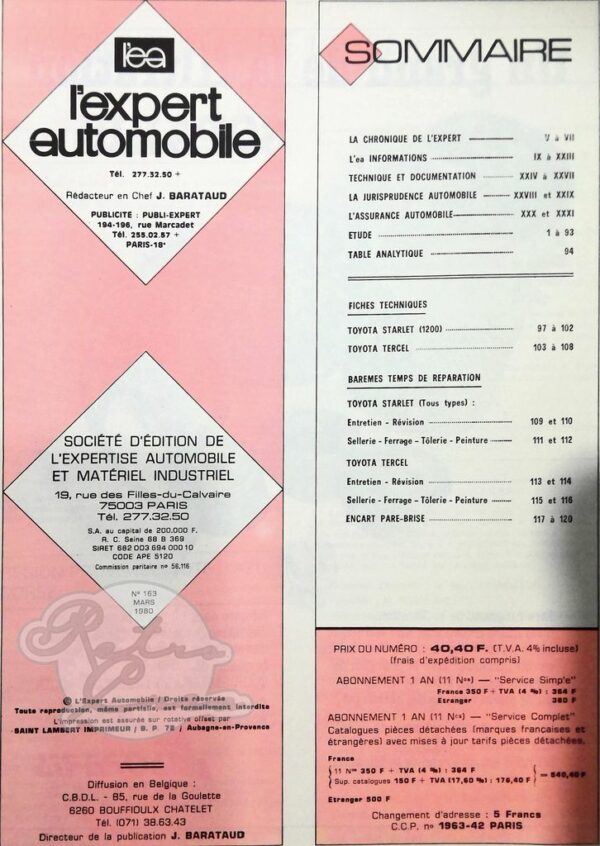 l'ea
l'expert
automobile
Tél. 277.32.50 +
Rédacteur en Chef J. BARATAUD
PUBLICITE : PUBLI-EXPERT
194-196, rue Marcadet
Tél. 255.02.57 +
PARIS-18e
SOCIÉTÉ D'ÉDITION DE
L'EXPERTISE AUTOMOBILE
ET MATÉRIEL INDUSTRIEL
19, rue des Filles-du-Calvaire
75003 PARIS
Tél. 277.32.50
S.A. au capital de 200.000 F.
R. C. Seine 68 B 369
SIRET 682 003 694 000 10
CODE APE 5120
Commission paritaire no 56.116
N° 163
MARS
1980
Retro
© L'Expert Automobile / Droits réservés
Toute reproduction, même partielle, est formellement interdite
L'impression est assurée sur rotative offset par
SAINT LAMBERT IMPRIMEUR / B. P. 72 / Aubagne-en-Provence
Diffusion en Belgique :
C.B.D.L. - 85, rue de la Goulette
6260 BOUFFIOULX CHATELET
Tél. (071) 38.63.43
Directeur de la publication J. BARATAUD
SOMMAIRE
LA CHRONIQUE DE L'EXPERT V à VII
L'ea INFORMATIONS IX à XXIII
TECHNIQUE ET DOCUMENTATION XXIV à XXVII
LA JURISPRUDENCE AUTOMOBILE XXVIII et XXIX
L'ASSURANCE AUTOMOBILE XXX et XXXI
ETUDE 1 à 93
TABLE ANALYTIQUE 94
FICHES TECHNIQUES
TOYOTA STARLET (1200) 97 à 102
TOYOTA TERCEL 103 à 108
BAREMES TEMPS DE REPARATION
TOYOTA STARLET (Tous types) :
Entretien - Révision 109 et 110
Sellerie - Ferrage - Tôlerie - Peinture 111 et 112
TOYOTA TERCEL
Entretien - Révision 113 et 114
Sellerie - Ferrage - Tôlerie - Peinture 115 et 116
ENCART PARE-BRISE 117 à 120
PRIX DU NUMÉRO : 40,40 F. (T.V.A. 4% incluse)
(frais d'expédition compris)
ABONNEMENT 1 AN (11 Nos) — "Service Simple"
France 350 F + TVA (4 %) : 364 F
Etranger 380 F
ABONNEMENT 1 AN (11 Nos) — "Service Complet"
Catalogues pièces détachées (marques françaises et
étrangères) avec mises à jour tarifs pièces détachées.
France
11 Nos 350 F + TVA (4 %) : 364 F
Sup. catalogues 150 F + TVA (17,60 %) : 176,40 F = 540,40 F
Etranger 500 F
Changement d'adresse : 5 Francs
C.C.P. no 1963-42 PARIS